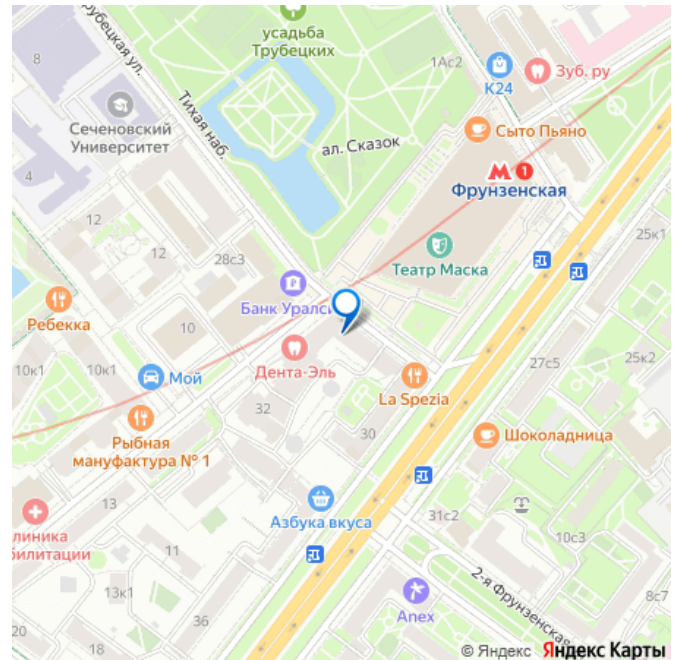 усадьба
Трубецких
рубецкая ул.
8
1Ас2
К24
Зуб.ру
Сеченовский
Университет
Тихая наб.
ал. Сказок
Сыто Пьяно
4
М 1
Фрунзенская
12
12
28с3
25к1
Театр Маска
Банк Уралси
Ребекка
10
Дента-Эль
27с5
25к2
10к1
10к1
Мой
La Spezia
32
30
Рыбная
мануфактура № 1
Шоколадница
13
Азбука вкуса
31с2
линика
билитации
11
10с3
13к1
36
Anex
2-я Фрунзенская
8с7
20
18
© Яндекс Яндекс Карты